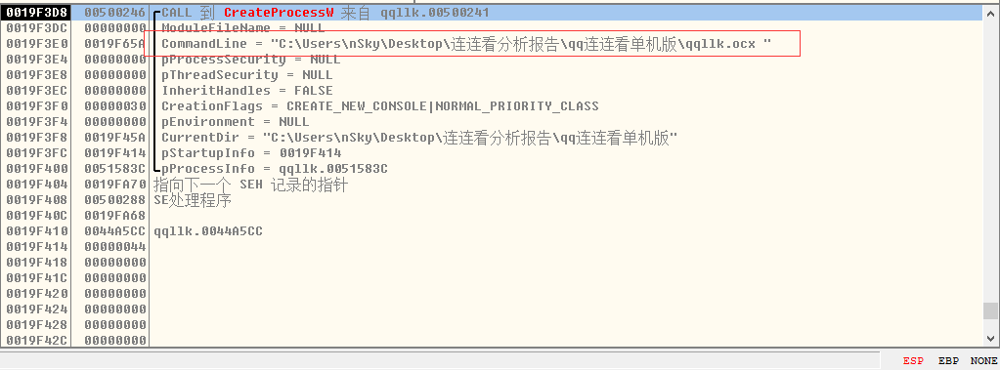 0019F3D8 00500246 CALL 到 CreateProcessW 来自 qqllk.00500241
0019F3DC 00000000 ModuleFileName = NULL
0019F3E0 0019F65A CommandLine = "C:\Users\nSky\Desktop\连连看分析报告\qq连连看单机版\qqllk.ocx "
0019F3E4 00000000 pProcessSecurity = NULL
0019F3E8 00000000 pThreadSecurity = NULL
0019F3EC 00000000 InheritHandles = FALSE
0019F3F0 00000030 CreationFlags = CREATE_NEW_CONSOLE|NORMAL_PRIORITY_CLASS
0019F3F4 00000000 pEnvironment = NULL
0019F3F8 0019F45A CurrentDir = "C:\Users\nSky\Desktop\连连看分析报告\qq连连看单机版"
0019F3FC 0019F414 pStartupInfo = 0019F414
0019F400 0051583C pProcessInfo = qqllk.0051583C
0019F404 0019FA70 指向下一个 SEH 记录的指针
0019F408 00500288 SE处理程序
0019F40C 0019FA68
0019F410 0044A5CC qqllk.0044A5CC
0019F414 00000044
0019F418 00000000
0019F41C 00000000
0019F420 00000000
0019F424 00000000
0019F428 00000000
0019F42C 00000000
ESP EBP NONE